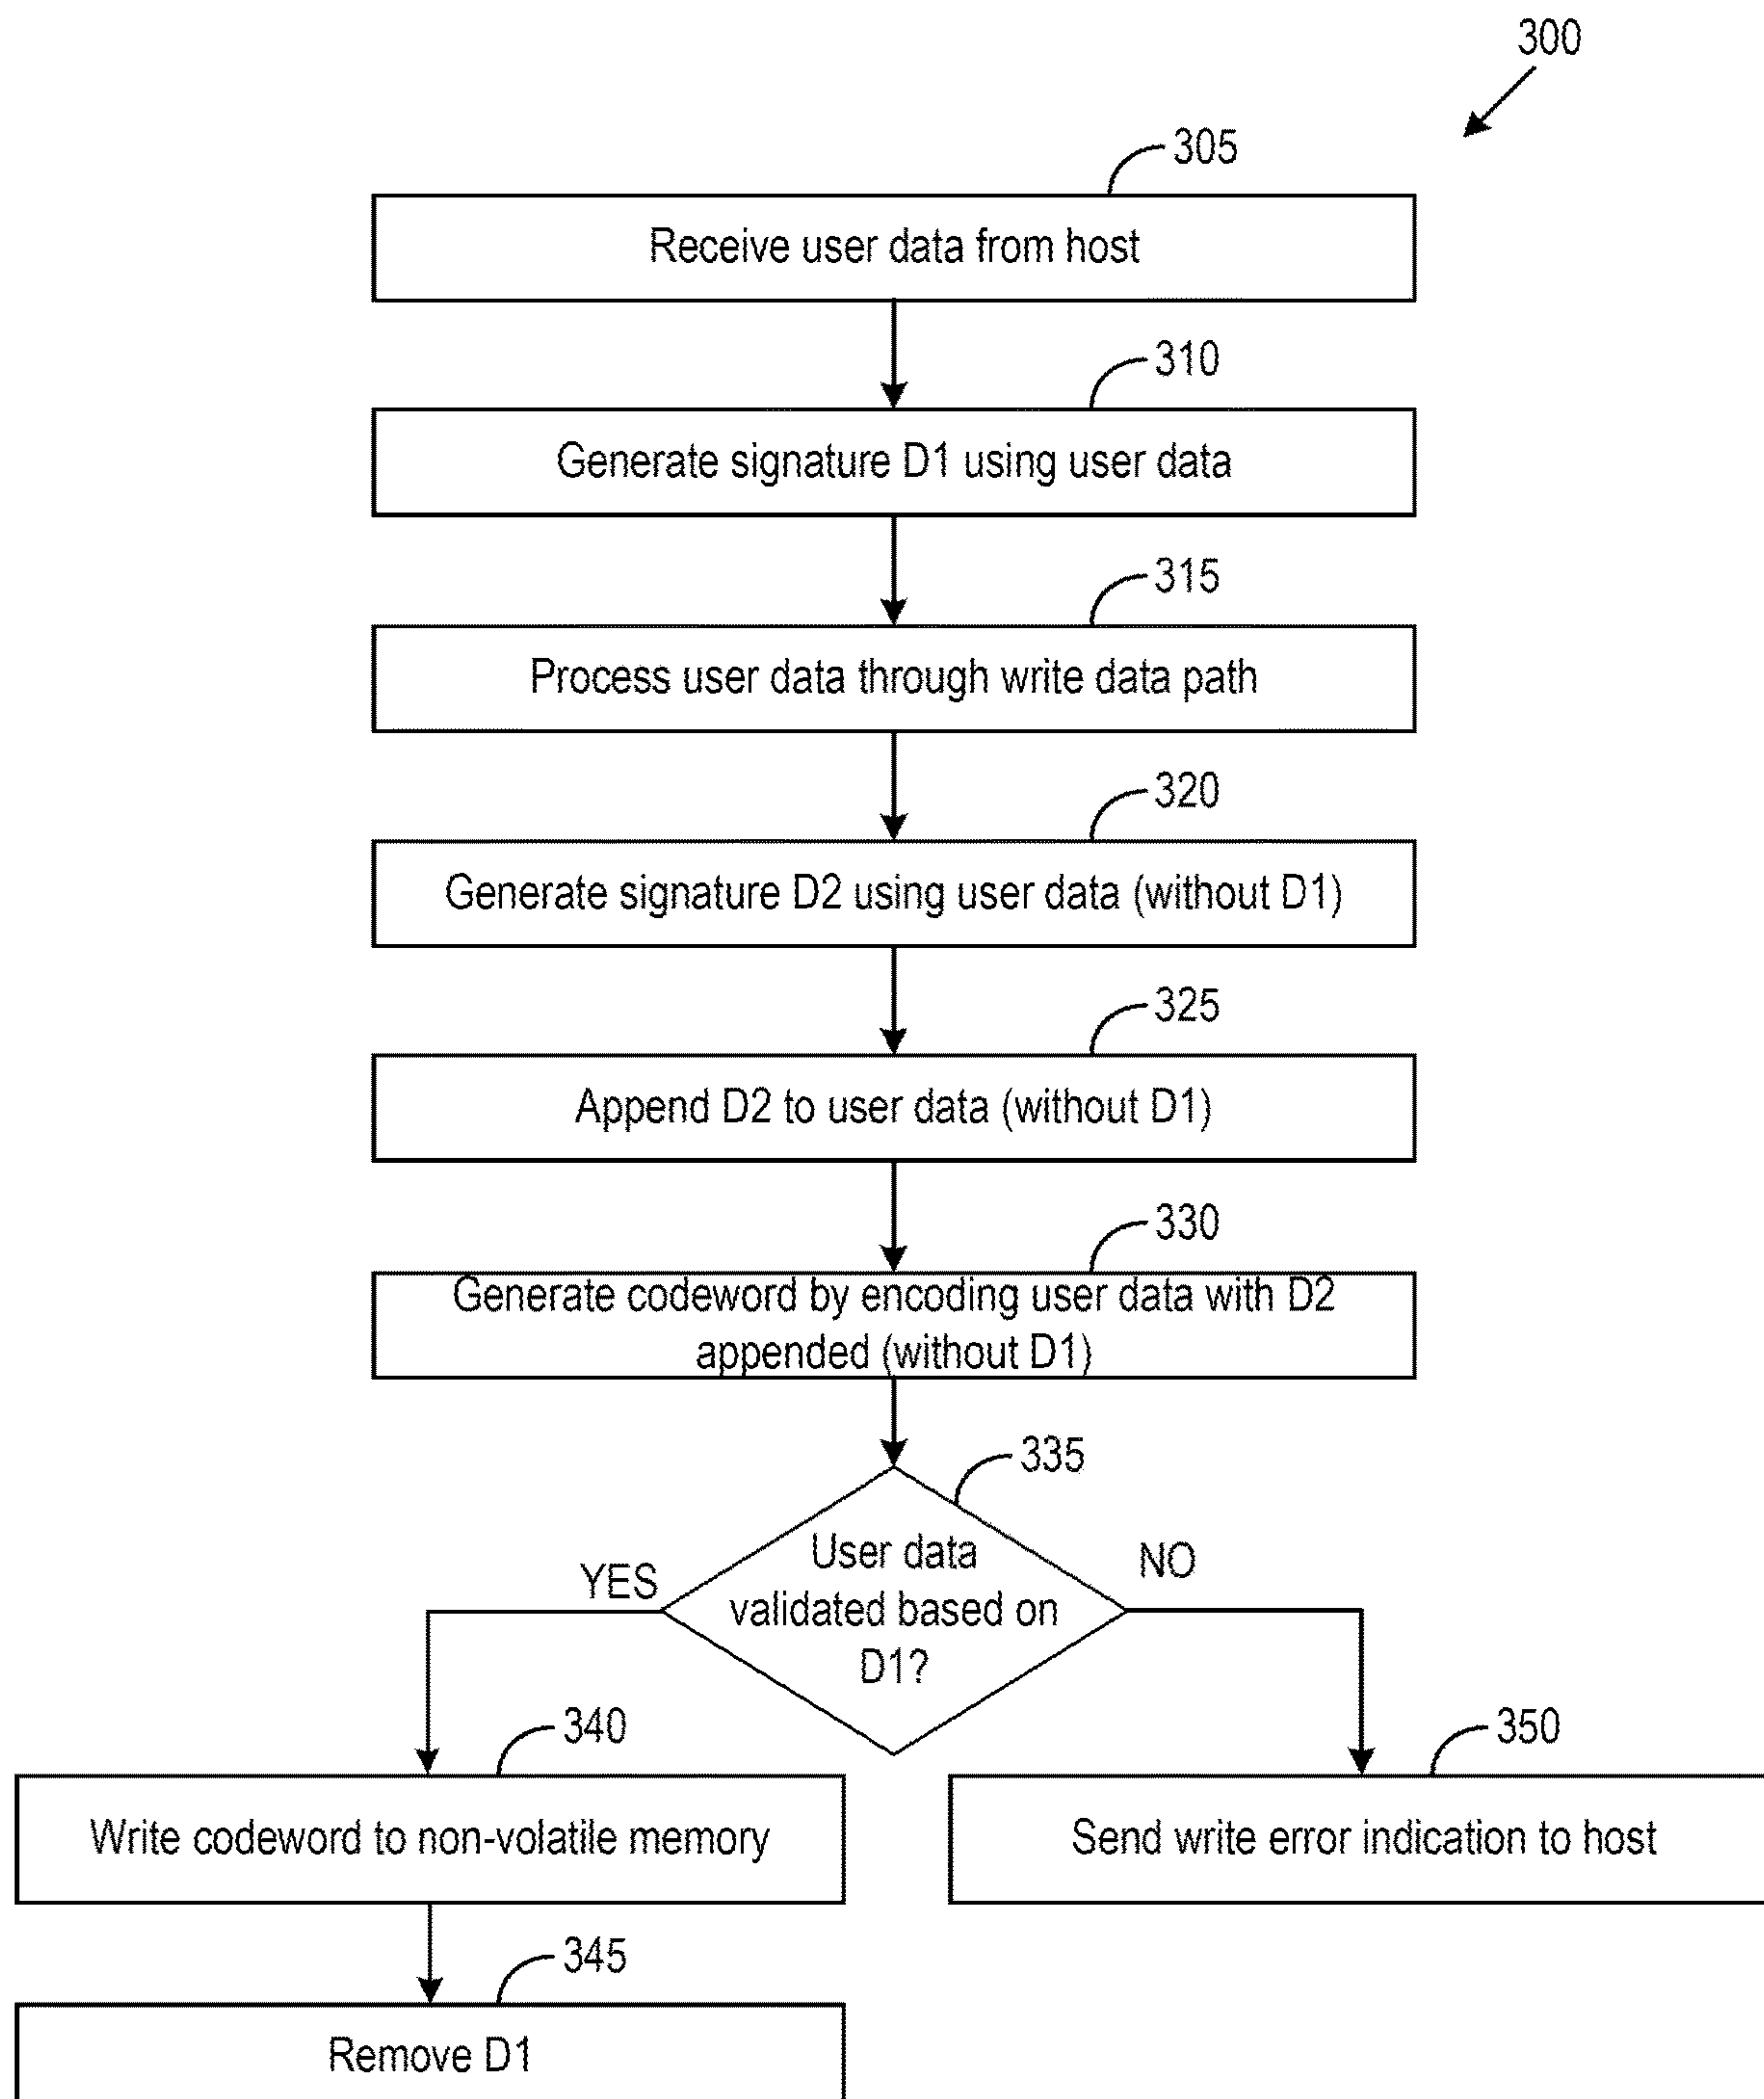 300
305
Receive user data from host
310
Generate signature D1 using user data
315
Process user data through write data path
320
Generate signature D2 using user data (without D1)
325
Append D2 to user data (without D1)
330
Generate codeword by encoding user data with D2
appended (without D1)
335
User data
validated based on
D1?
YES
NO
340
Write codeword to non-volatile memory
350
Send write error indication to host
345
Remove D1